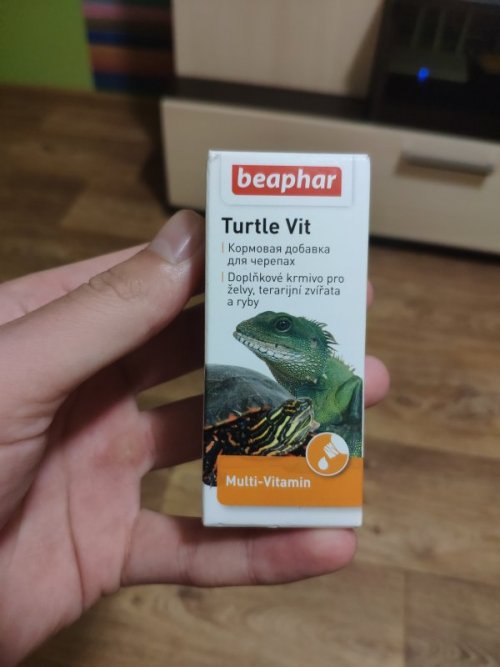 beaphar
Turtle Vit
Кормовая добавка
для черепах
Doplňkové krmivo pro
želvy, terarijní zvířata
a ryby
Multi-Vitamin